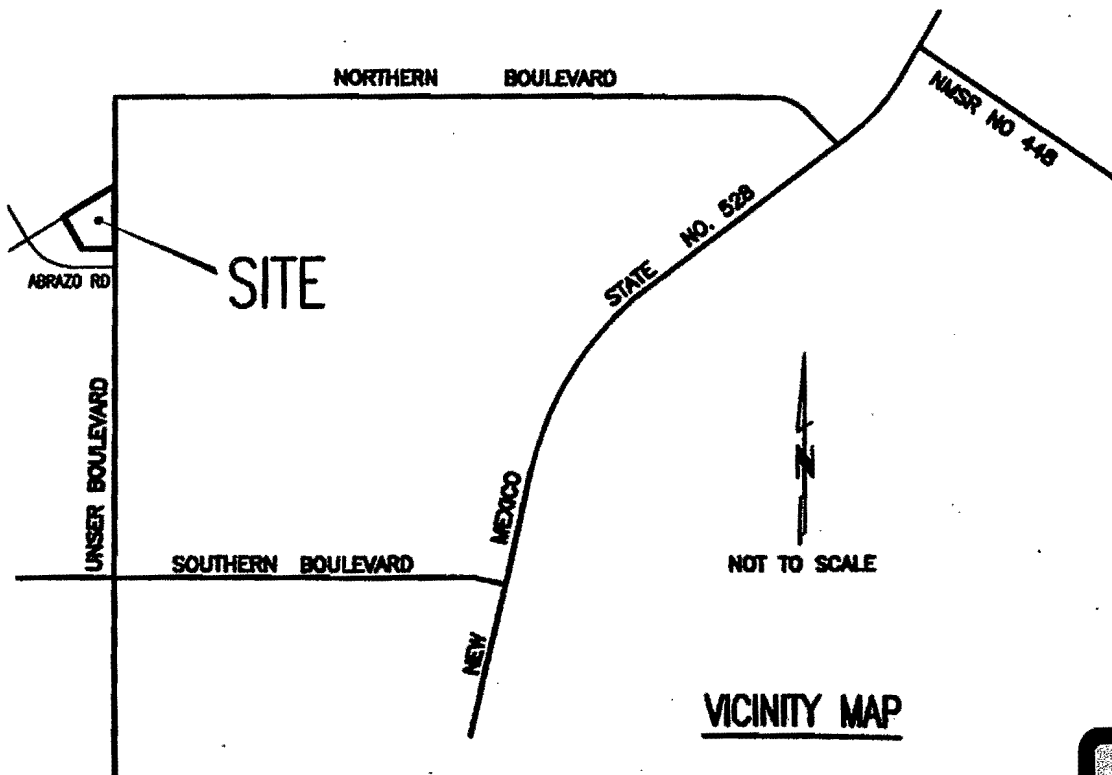 NORTHERN BOULEVARD
NMSR NO 448
NEW MEXICO STATE NO. 528
ABRAZO RD
SITE
UNSER BOULEVARD
N
SOUTHERN BOULEVARD
NOT TO SCALE
VICINITY MAP